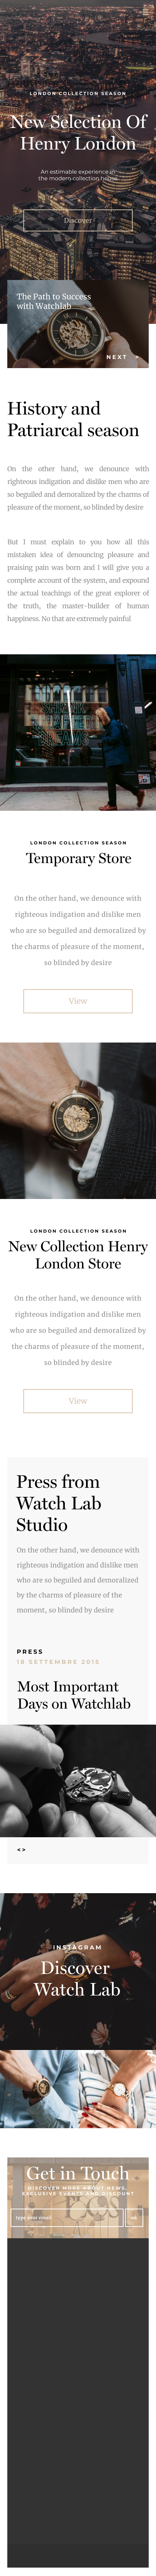 LONDON COLLECTION SEASON
New Selection Of
Henry London
An estimable experience in
the modern collection house
Discover
The Path to Success
with Watchlab
NEXT >
History and
Patriarcal season
On the other hand, we denounce with
righteous indigation and dislike men who are
so beguiled and demoralized by the charms of
pleasure of the moment, so blinded by desire
But I must explain to you how all this
mistaken idea of denouncing pleasure and
praising pain was born and I will give you a
complete account of the system, and expound
the actual teachings of the great explorer of
the truth, the master-builder of human
happiness. No that are extremely painful
LONDON COLLECTION SEASON
Temporary Store
On the other hand, we denounce with
righteous indigation and dislike men
who are so beguiled and demoralized by
the charms of pleasure of the moment,
so blinded by desire
View
LONDON COLLECTION SEASON
New Collection Henry
London Store
On the other hand, we denounce with
righteous indigation and dislike men
who are so beguiled and demoralized by
the charms of pleasure of the moment,
so blinded by desire
View
Press from
Watch Lab
Studio
On the other hand, we denounce with
righteous indigation and dislike men
who are so beguiled and demoralized
by the charms of pleasure of the
moment, so blinded by desire
PRESS
18 SETTEMBRE 2015
Most Important
Days on Watchlab
< >
INSTAGRAM
Discover
Watch Lab
Get in Touch
DISCOVER MORE ABOUT NEWS,
EXCLUSIVE EVENTS AND DISCOUNT
type your email